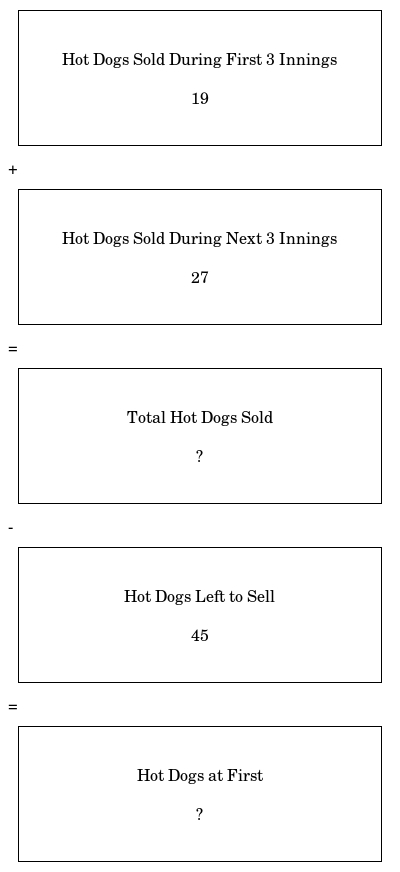 Hot Dogs Sold During First 3 Innings
19
+
Hot Dogs Sold During Next 3 Innings
27
=
Total Hot Dogs Sold
?
-
Hot Dogs Left to Sell
45
=
Hot Dogs at First
?